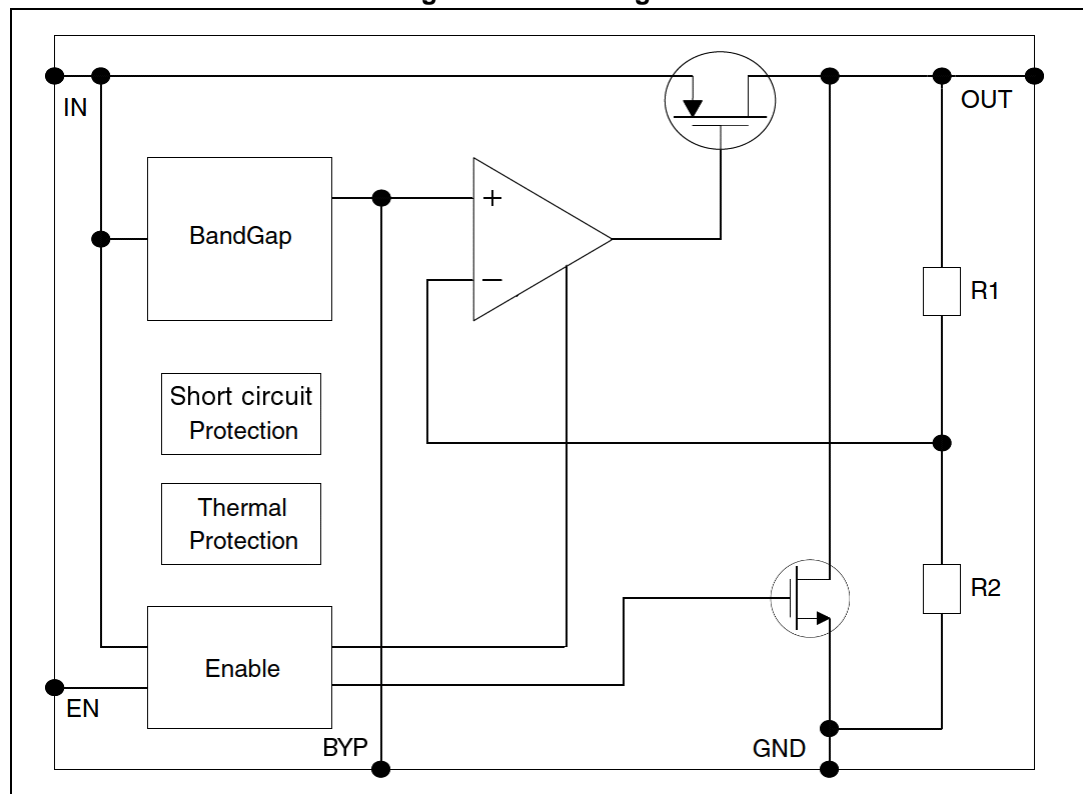 IN
OUT
BandGap
+
−
R1
Short circuit
Protection
Thermal
Protection
R2
Enable
EN
BYP
GND